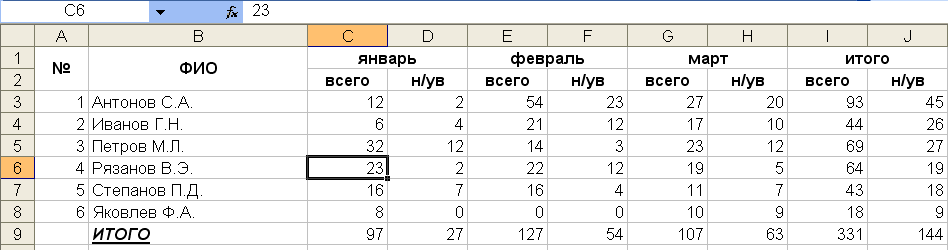 C6 fx 23
A B C D E F G H I J
1 № ФИО январь февраль март итого
2 всего н/ув всего н/ув всего н/ув всего н/ув
3 1 Антонов С.А. 12 2 54 23 27 20 93 45
4 2 Иванов Г.Н. 6 4 21 12 17 10 44 26
5 3 Петров М.Л. 32 12 14 3 23 12 69 27
6 4 Рязанов В.Э. 23 2 22 12 19 5 64 19
7 5 Степанов П.Д. 16 7 16 4 11 7 43 18
8 6 Яковлев Ф.А. 8 0 0 0 10 9 18 9
9 ИТОГО 97 27 127 54 107 63 331 144